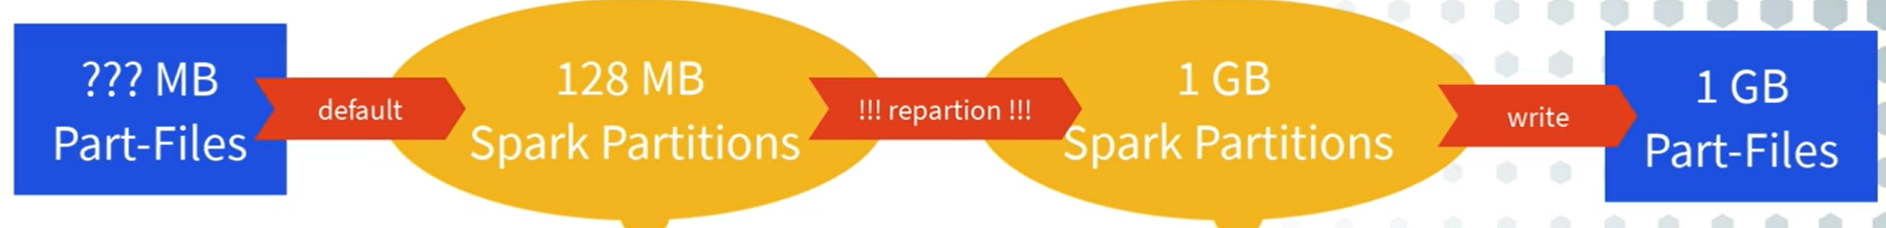 ??? MB
Part-Files
default
128 MB
Spark Partitions
!!! repartion !!!
1 GB
Spark Partitions
write
1 GB
Part-Files